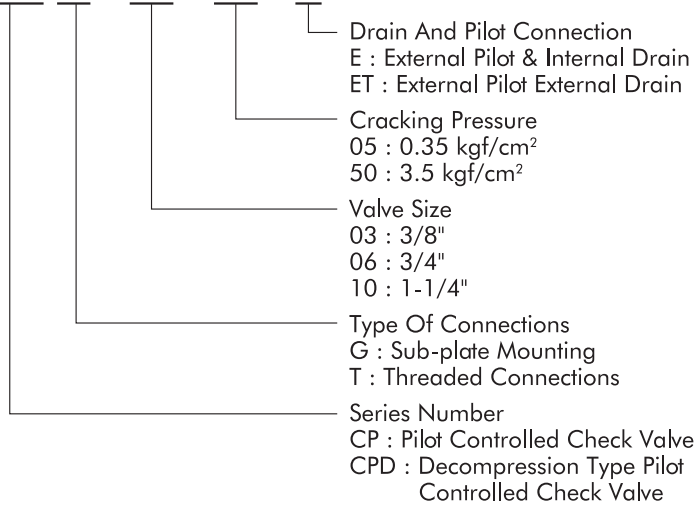 Drain And Pilot Connection
E : External Pilot & Internal Drain
ET : External Pilot External Drain
Cracking Pressure
05 : 0.35 kgf/cm²
50 : 3.5 kgf/cm²
Valve Size
03 : 3/8"
06 : 3/4"
10 : 1-1/4"
Type Of Connections
G : Sub-plate Mounting
T : Threaded Connections
Series Number
CP : Pilot Controlled Check Valve
CPD : Decompression Type Pilot
Controlled Check Valve